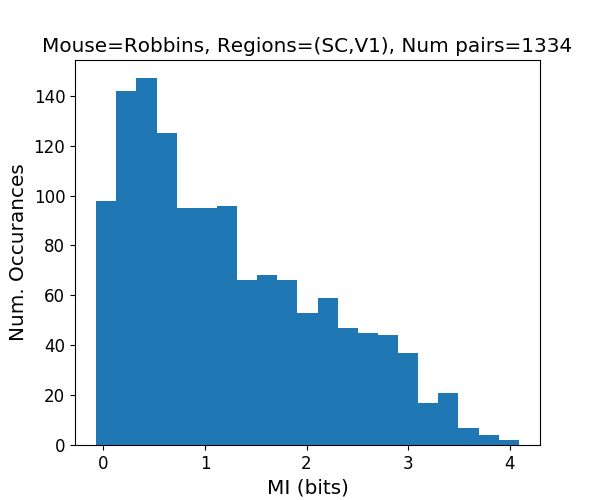 Mouse=Robbins, Regions=(SC,V1), Num pairs=1334
140
120
100
80
60
40
20
0
Num. Occurances
0 1 2 3 4
MI (bits)